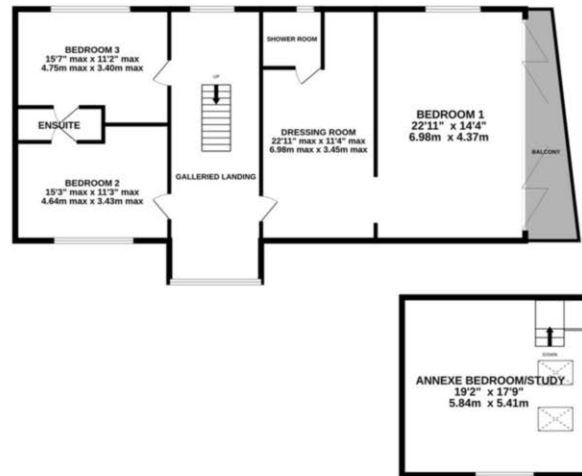 BEDROOM 3
15'7" max x 11'2" max
4.75m max x 3.40m max
SHOWER ROOM
UP
ENSUITE
DRESSING ROOM
22'11" max x 11'4" max
6.98m max x 3.45m max
BEDROOM 1
22'11" x 14'4"
6.98m x 4.37m
BALCONY
GALLERIED LANDING
BEDROOM 2
15'3" max x 11'3" max
4.64m max x 3.43m max
DOWN
ANNEXE BEDROOM/STUDY
19'2" x 17'9"
5.84m x 5.41m